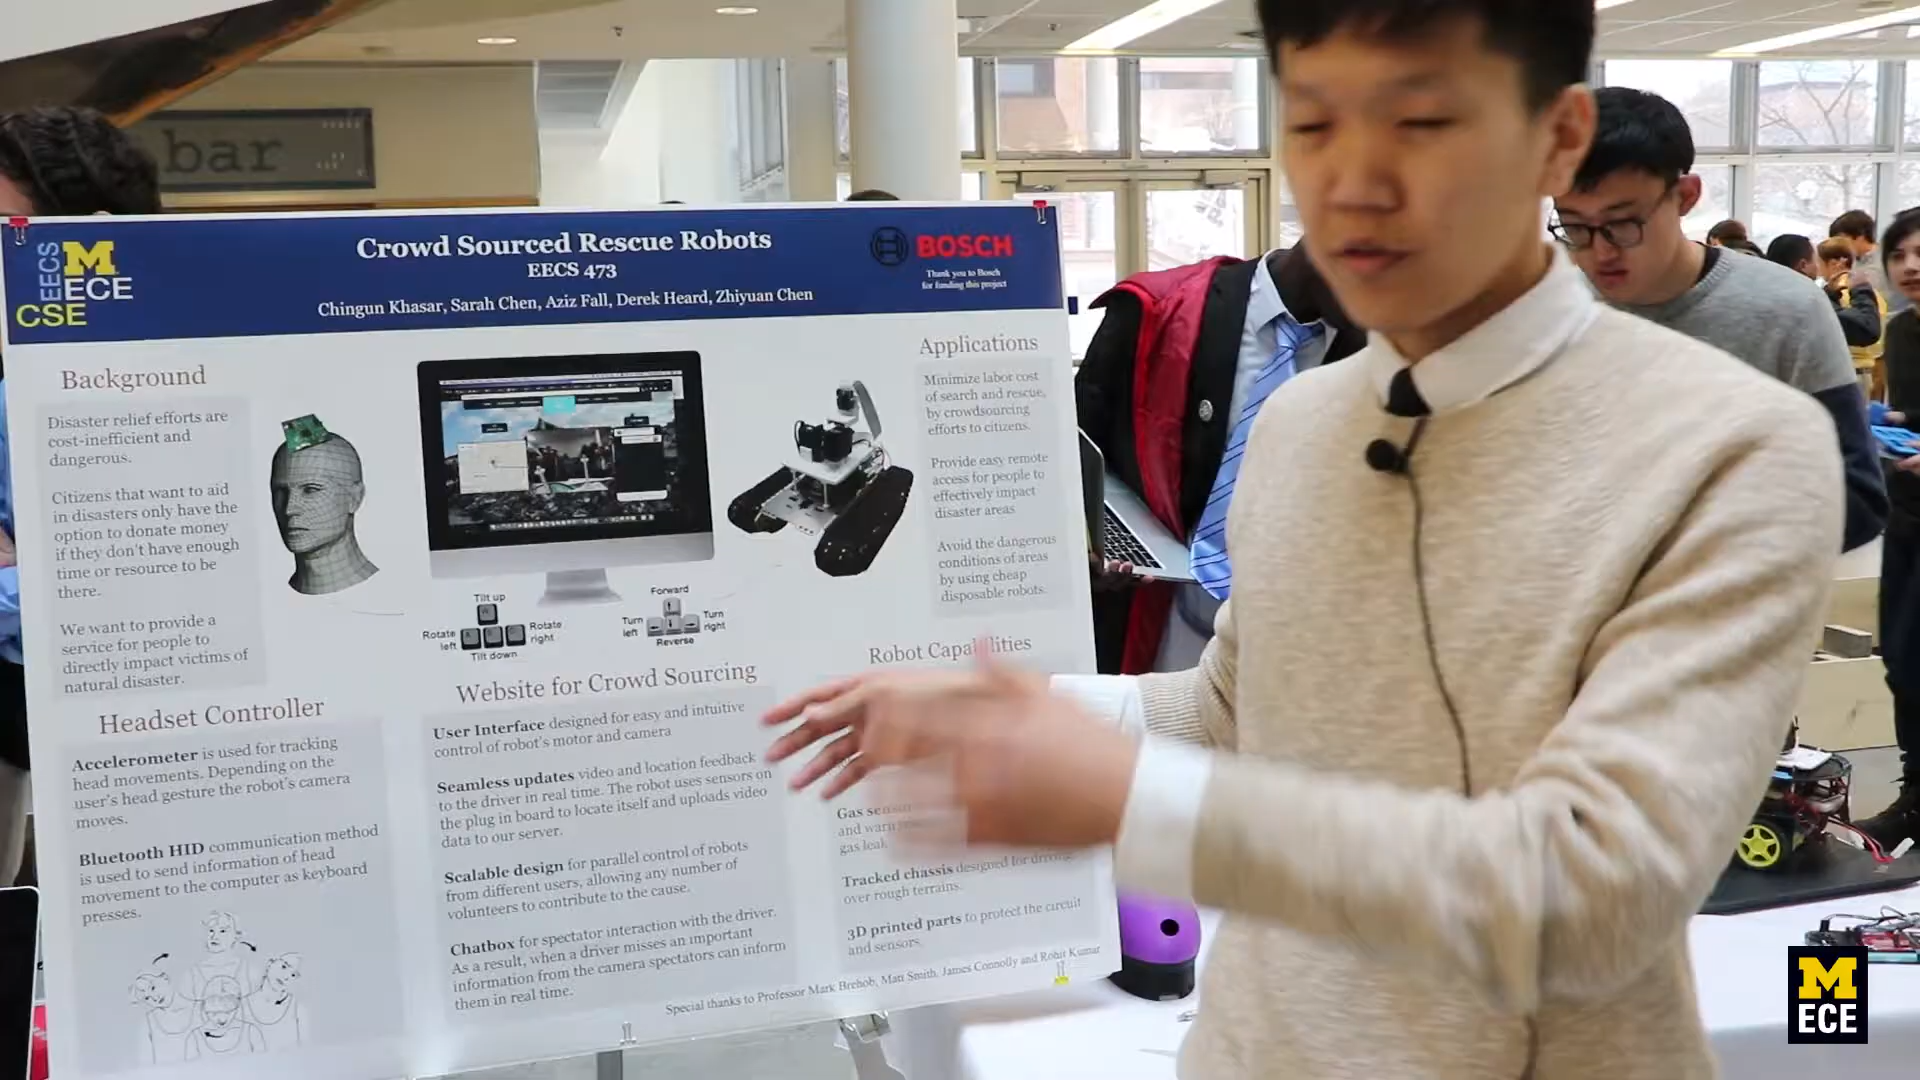 bar
EECS
M
ECE
CSE
Crowd Sourced Rescue Robots
EECS 473
Chingun Khasar, Sarah Chen, Aziz Fall, Derek Heard, Zhiyuan Chen
BOSCH
Thank you to Bosch
for funding this project
Background
Disaster relief efforts are
cost-inefficient and
dangerous.
Citizens that want to aid
in disasters only have the
option to donate money
if they don't have enough
time or resource to be
there.
We want to provide a
service for people to
directly impact victims of
natural disaster.
Headset Controller
Accelerometer is used for tracking
head movements. Depending on the
user's head gesture the robot's camera
moves.
Bluetooth HID communication method
is used to send information of head
movement to the computer as keyboard
presses.
Tilt up
Rotate
left
Rotate
right
Tilt down
Forward
Turn
left
Turn
right
Reverse
Website for Crowd Sourcing
User Interface designed for easy and intuitive
control of robot's motor and camera
Seamless updates video and location feedback
to the driver in real time. The robot uses sensors on
the plug in board to locate itself and uploads video
data to our server.
Scalable design for parallel control of robots
from different users, allowing any number of
volunteers to contribute to the cause.
Chatbox for spectator interaction with the driver.
As a result, when a driver misses an important
information from the camera spectators can inform
them in real time.
Applications
Minimize labor cost
of search and rescue,
by crowdsourcing
efforts to citizens.
Provide easy remote
access for people to
effectively impact
disaster areas
Avoid the dangerous
conditions of areas
by using cheap
disposable robots.
Robot Capabilities
Gas
and warn
gas leak.
Tracked chassis designed for driving
over rough terrains.
3D printed parts to protect the circuit
and sensors.
Special thanks to Professor Mark Brehob, Matt Smith, James Connolly and Rohit Kumar
M
ECE